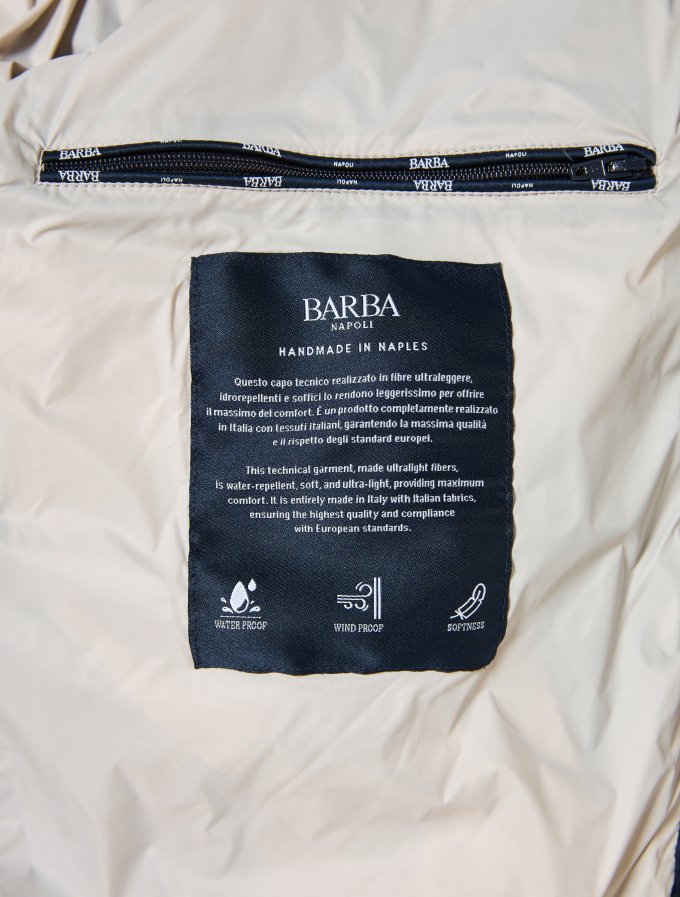 BARBA NAPOLI BARBA NAPOLI
BARBA NAPOLI BARBA NAPOLI BARBA NAPOLI
BARBA
NAPOLI
HANDMADE IN NAPLES
Questo capo tecnico realizzato in fibre ultraleggere,
idrorepellenti e soffici lo rendono leggerissimo per offrire
il massimo del comfort. È un prodotto completamente realizzato
in Italia con tessuti italiani, garantendo la massima qualità
e il rispetto degli standard europei.
This technical garment, made ultralight fibers,
is water-repellent, soft, and ultra-light, providing maximum
comfort. It is entirely made in Italy with Italian fabrics,
ensuring the highest quality and compliance
with European standards.
WATER PROOF WIND PROOF SOFTNESS